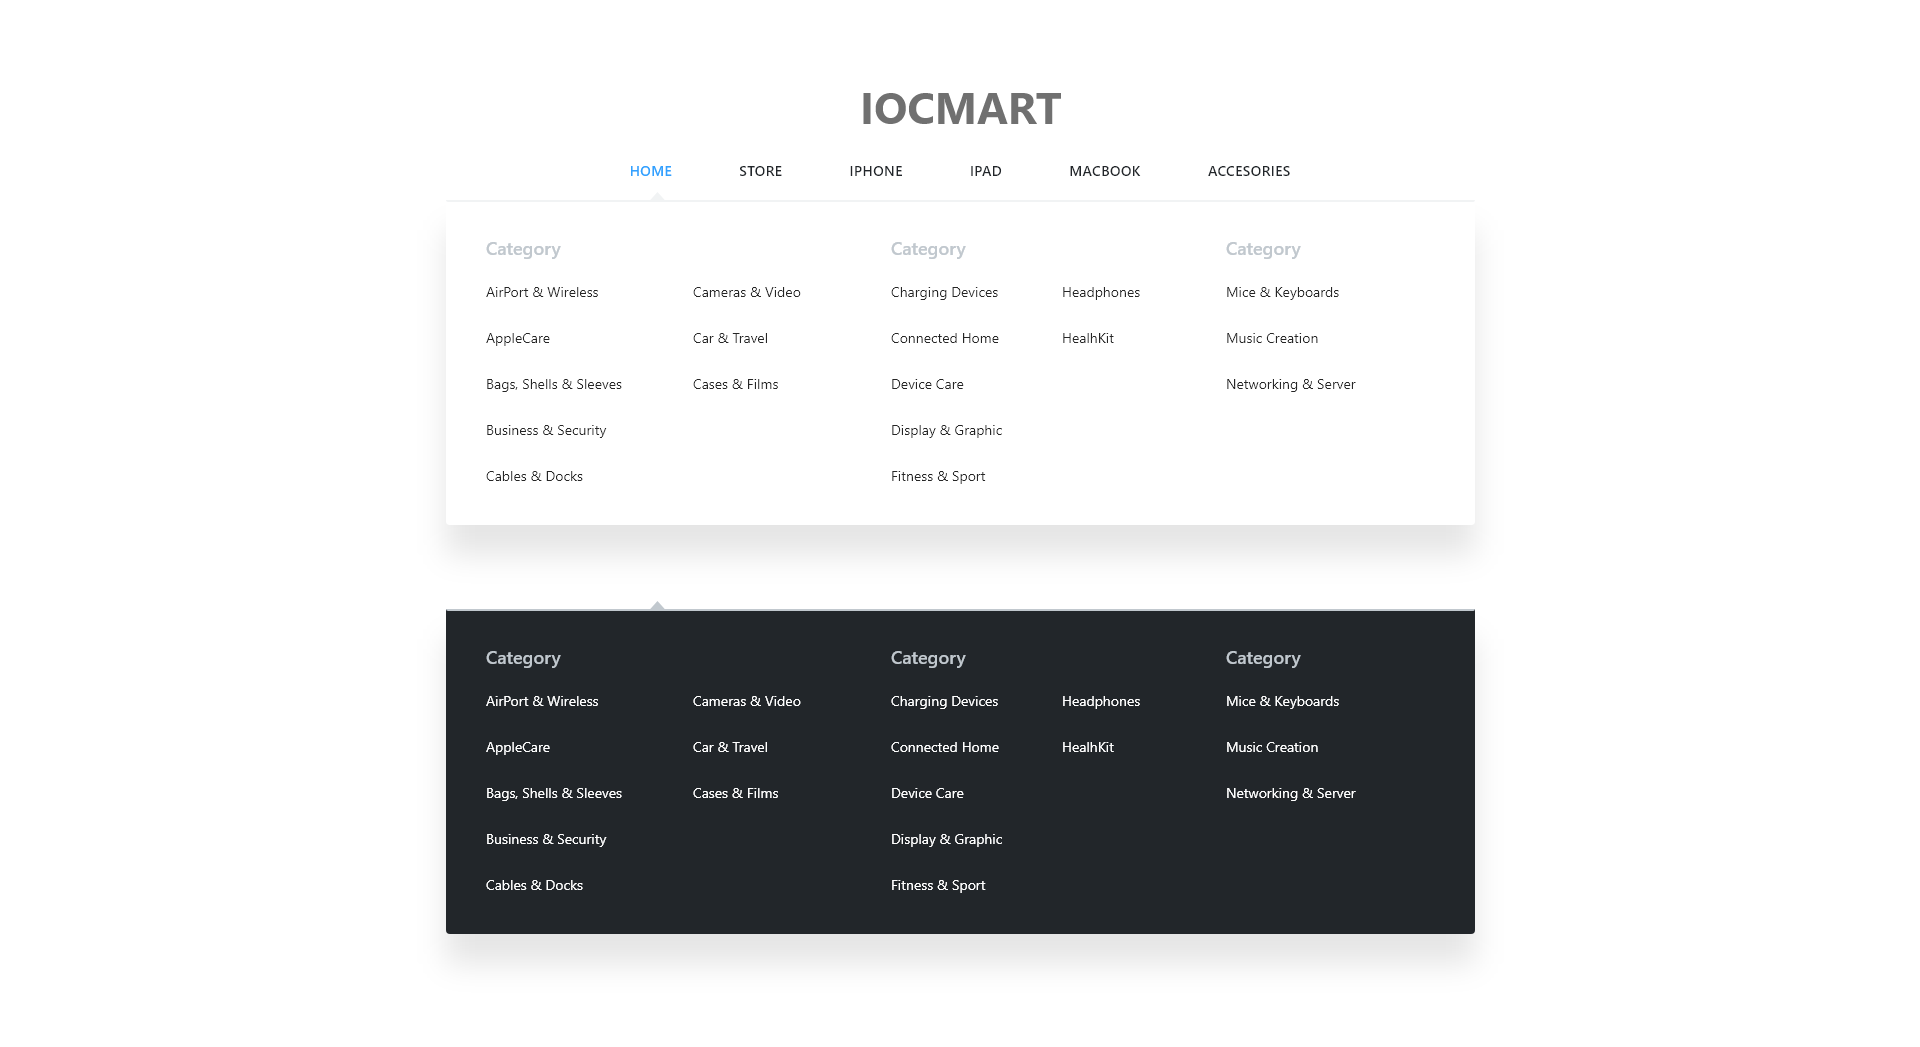 IOCMART
HOME STORE IPHONE IPAD MACBOOK ACCESORIES
Category Category Category
AirPort & Wireless Cameras & Video Charging Devices Headphones Mice & Keyboards
AppleCare Car & Travel Connected Home HealhKit Music Creation
Bags, Shells & Sleeves Cases & Films Device Care Networking & Server
Business & Security Display & Graphic
Cables & Docks Fitness & Sport
Category Category Category
AirPort & Wireless Cameras & Video Charging Devices Headphones Mice & Keyboards
AppleCare Car & Travel Connected Home HealhKit Music Creation
Bags, Shells & Sleeves Cases & Films Device Care Networking & Server
Business & Security Display & Graphic
Cables & Docks Fitness & Sport